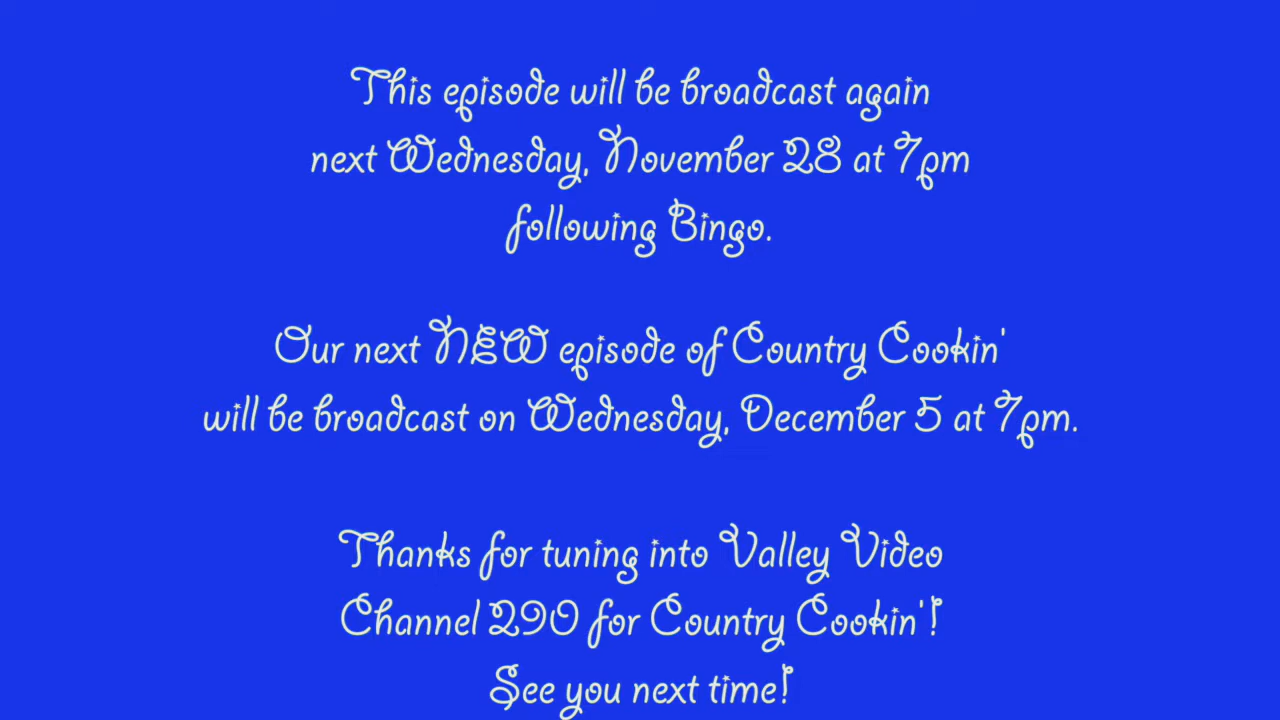 This episode will be broadcast again
next Wednesday, November 28 at 7pm
following Bingo.
Our next NEW episode of Country Cookin'
will be broadcast on Wednesday, December 5 at 7pm.
Thanks for tuning into Valley Video
Channel 290 for Country Cookin'!
See you next time!